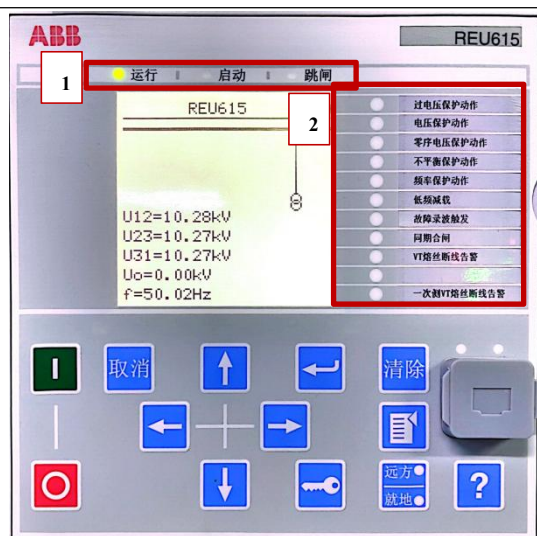 ABB
REU615
1
运行
启动
跳闸
REU615
2
过电压保护动作
电压保护动作
零序电压保护动作
不平衡保护动作
频率保护动作
低频减载
故障录波触发
同期合闸
VT熔丝断线告警
一次测VT熔丝断线告警
U12=10.28kV
U23=10.27kV
U31=10.27kV
Uo=0.00kV
f=50.02Hz
I
取消
清除
O
远方
就地
?